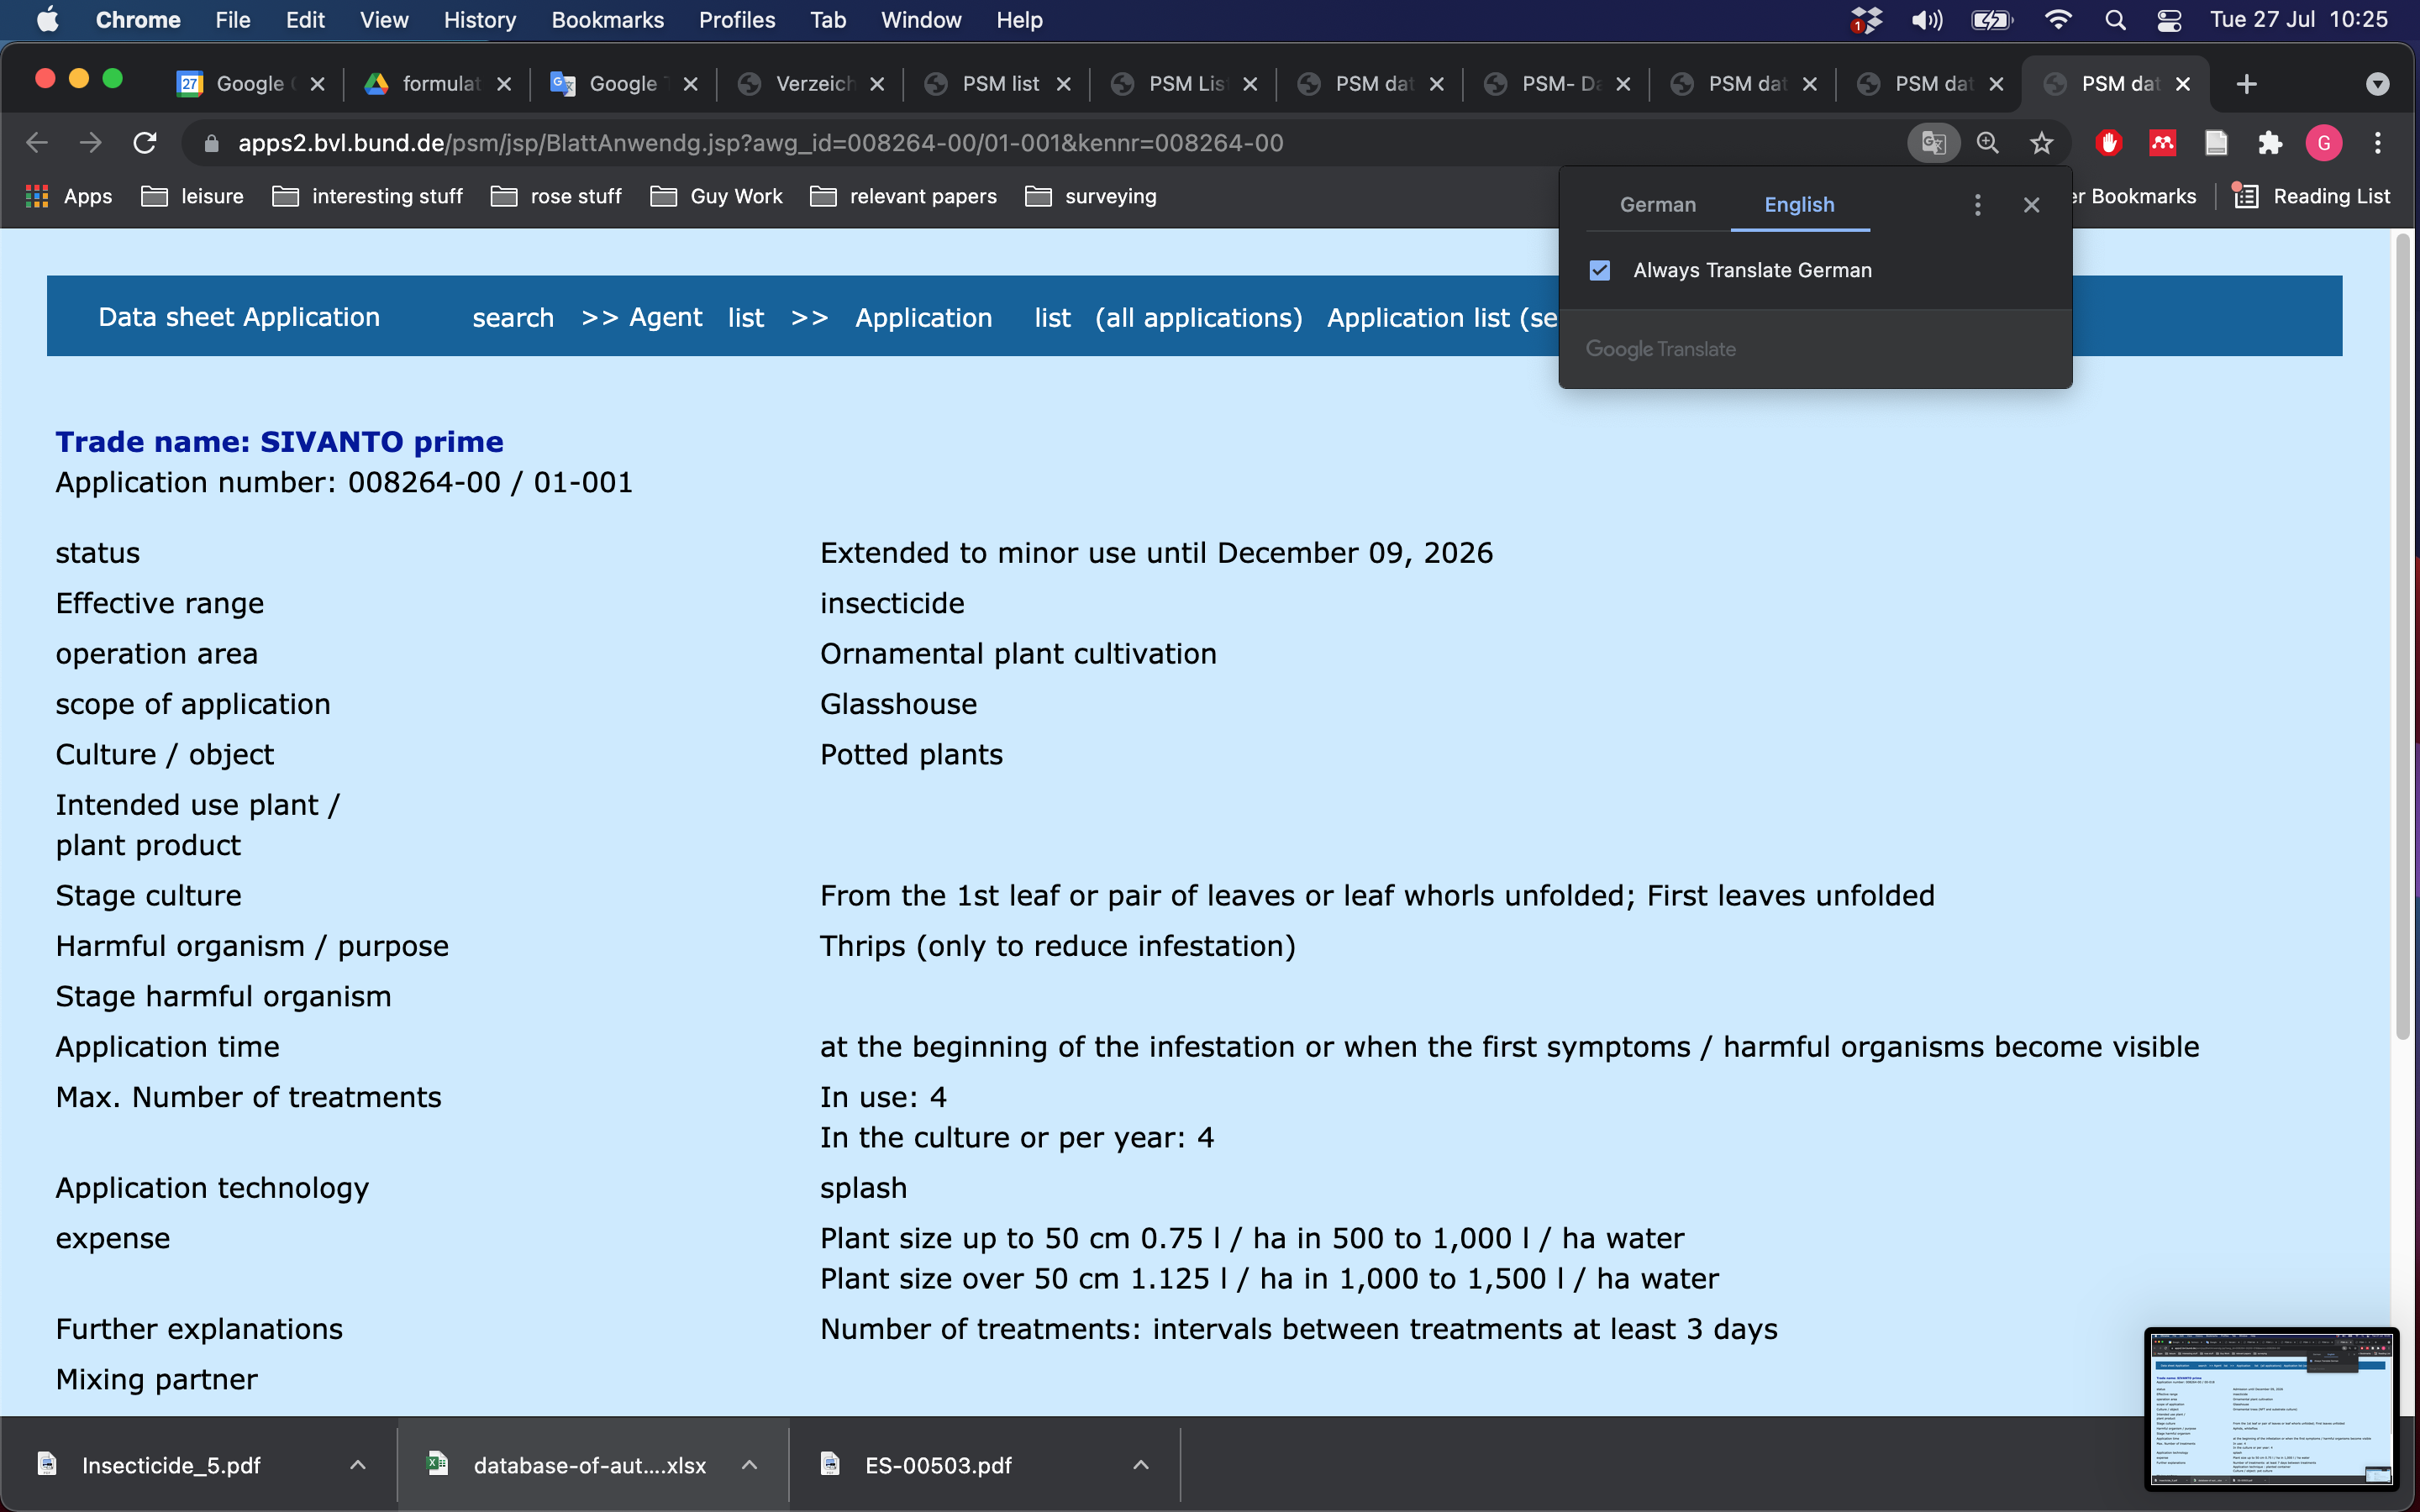 Chrome File Edit View History Bookmarks Profiles Tab Window Help 1 Tue 27 Jul 10:25
27 Google formulat Google Verzeich PSM list PSM Lis PSM dat PSM- Da PSM dat PSM dat PSM dat
apps2.bvl.bund.de/psm/jsp/BlattAnwendg.jsp?awg_id=008264-00/01-001&kennr=008264-00 G
Apps leisure interesting stuff rose stuff Guy Work relevant papers surveying er Bookmarks Reading List
German English
Always Translate German
Google Translate
Data sheet Application search >> Agent list >> Application list (all applications) Application list (se
Trade name: SIVANTO prime
Application number: 008264-00 / 01-001
status Extended to minor use until December 09, 2026
Effective range insecticide
operation area Ornamental plant cultivation
scope of application Glasshouse
Culture / object Potted plants
Intended use plant /
plant product
Stage culture From the 1st leaf or pair of leaves or leaf whorls unfolded; First leaves unfolded
Harmful organism / purpose Thrips (only to reduce infestation)
Stage harmful organism
Application time at the beginning of the infestation or when the first symptoms / harmful organisms become visible
Max. Number of treatments In use: 4
In the culture or per year: 4
Application technology splash
expense Plant size up to 50 cm 0.75 l / ha in 500 to 1,000 l / ha water
Plant size over 50 cm 1.125 l / ha in 1,000 to 1,500 l / ha water
Further explanations Number of treatments: intervals between treatments at least 3 days
Mixing partner
Insecticide_5.pdf database-of-aut....xlsx ES-00503.pdf